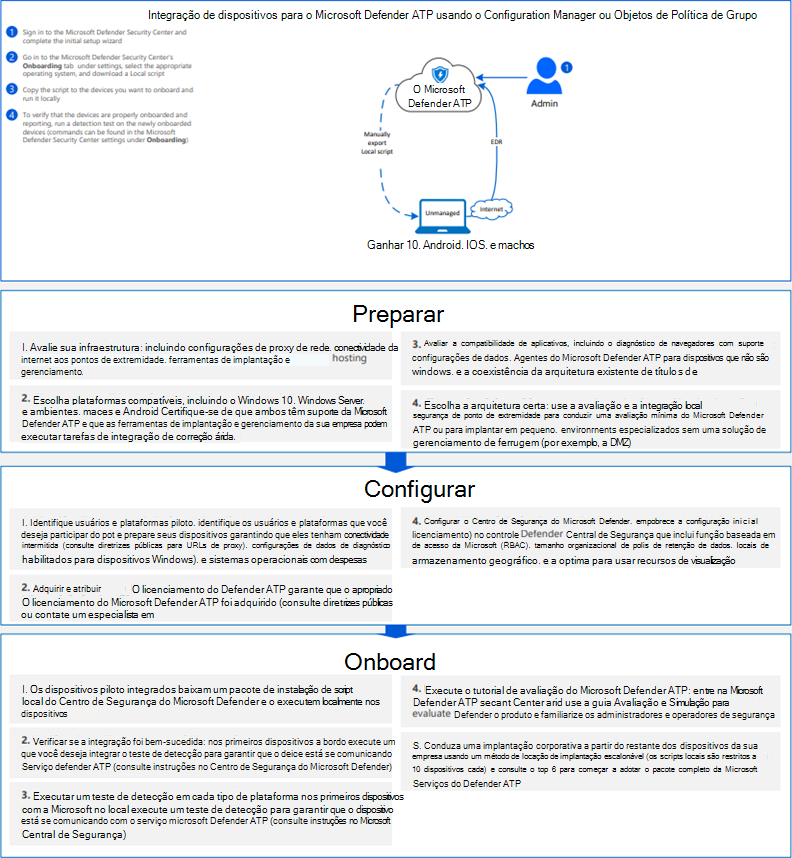 Integração de dispositivos para o Microsoft Defender ATP usando o Configuration Manager ou Objetos de Política de Grupo
1 Sign in to the Microsoft Defender Security Center and
complete the initial setup wizard
2 Go in to the Microsoft Defender Security Center's
Onboarding tab under settings, select the appropriate
operating system, and download a Local script
3 Copy the script to the devices you want to onboard and
run it locally
4 To verify that the devices are properly onboarded and
reporting, run a detection test on the newly onboarded
devices (commands can be found in the Microsoft
Defender Security Center settings under Onboarding)
O Microsoft
Defender ATP
1
Admin
Manually
export
Local script
EDR
Unmanaged
Internet
Ganhar 10. Android. IOS. e machos
Preparar
I. Avalie sua infraestrutura: incluindo configurações de proxy de rede. conectividade da
internet aos pontos de extremidade. ferramentas de implantação e hosting
gerenciamento.
2. Escolha plataformas compatíveis, incluindo o Windows 10. Windows Server.
e ambientes. maces e Android Certifique-se de que ambos têm suporte da Microsoft
Defender ATP e que as ferramentas de implantação e gerenciamento da sua empresa podem
executar tarefas de integração de correção árida.
3. Avaliar a compatibilidade de aplicativos, incluindo o diagnóstico de navegadores com suporte
configurações de dados. Agentes do Microsoft Defender ATP para dispositivos que não são
windows. e a coexistência da arquitetura existente de títulos de
4. Escolha a arquitetura certa: use a avaliação e a integração local
segurança de ponto de extremidade para conduzir uma avaliação mínima do Microsoft Defender
ATP ou para implantar em pequeno. environrnents especializados sem uma solução de
gerenciamento de ferrugem (por exemplo, a DMZ)
Configurar
I. Identifique usuários e plataformas piloto. identifique os usuários e plataformas que você
deseja participar do pot e prepare seus dispositivos garantindo que eles tenham conectividade
intermitida (consulte diretrizes públicas para URLs de proxy). configurações de dados de diagnóstico
habilitados para dispositivos Windows). e sistemas operacionais com despesas
2. Adquirir e atribuir O licenciamento do Defender ATP garante que o apropriado
O licenciamento do Microsoft Defender ATP foi adquirido (consulte diretrizes públicas
ou contate um especialista em
4. Configurar o Centro de Segurança do Microsoft Defender. empobrece a configuração inicial
licenciamento) no controle Defender Central de Segurança que inclui função baseada em
de acesso da Microsoft (RBAC). tamanho organizacional de polis de retenção de dados. locais de
armazenamento geográfico. e a optima para usar recursos de visualização
Onboard
I. Os dispositivos piloto integrados baixam um pacote de instalação de script
local do Centro de Segurança do Microsoft Defender e o executem localmente nos
dispositivos
2. Verificar se a integração foi bem-sucedida: nos primeiros dispositivos a bordo execute um
que você deseja integrar o teste de detecção para garantir que o deice está se comunicando
Serviço defender ATP (consulte instruções no Centro de Segurança do Microsoft Defender)
3. Executar um teste de detecção em cada tipo de plataforma nos primeiros dispositivos
com a Microsoft no local execute um teste de detecção para garantir que o dispositivo
está se comunicando com o serviço microsoft Defender ATP (consulte instruções no Microsoft
Central de Segurança)
4. Execute o tutorial de avaliação do Microsoft Defender ATP: entre na Microsoft
Defender ATP secant Center arid use a guia Avaliação e Simulação para
evaluate Defender o produto e familiarize os administradores e operadores de segurança
S. Conduza uma implantação corporativa a partir do restante dos dispositivos da sua
empresa usando um método de locação de implantação escalonável (os scripts locais são restritos a
10 dispositivos cada) e consulte o top 6 para começar a adotar o pacote completo da Microsoft
Serviços do Defender ATP